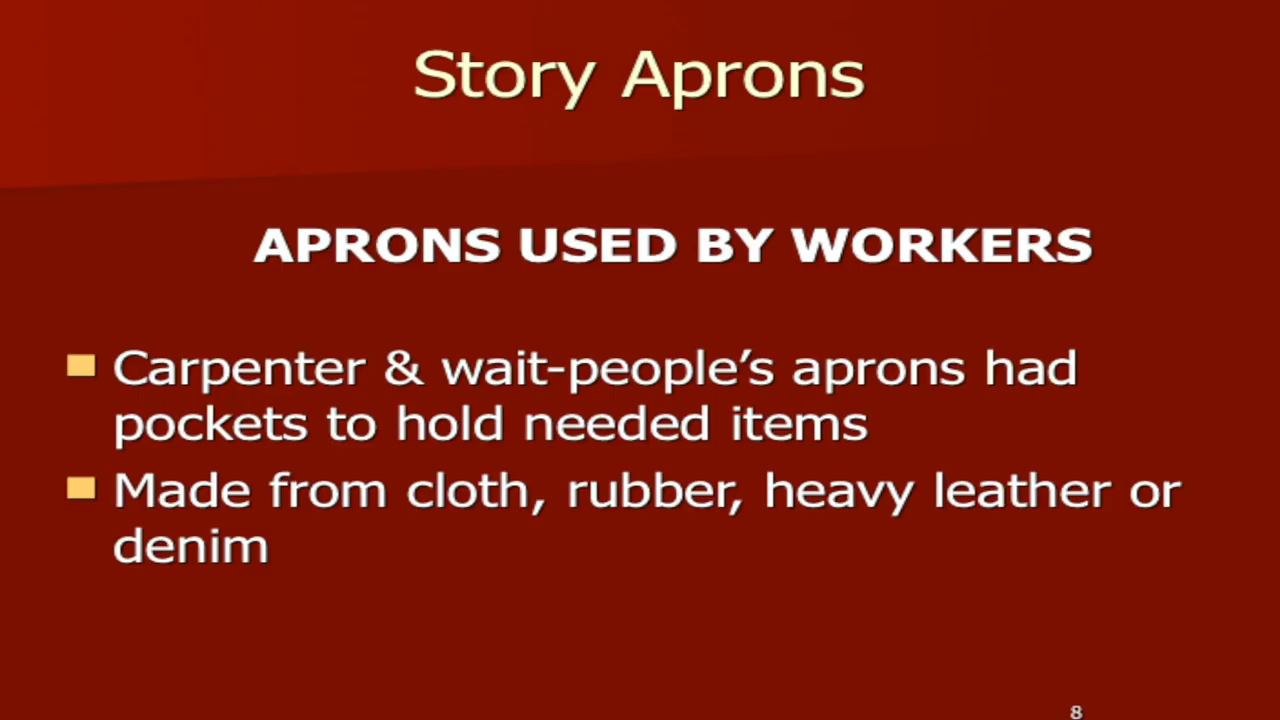 Story Aprons
APRONS USED BY WORKERS
Carpenter & wait-people’s aprons had
pockets to hold needed items
Made from cloth, rubber, heavy leather or
denim
8